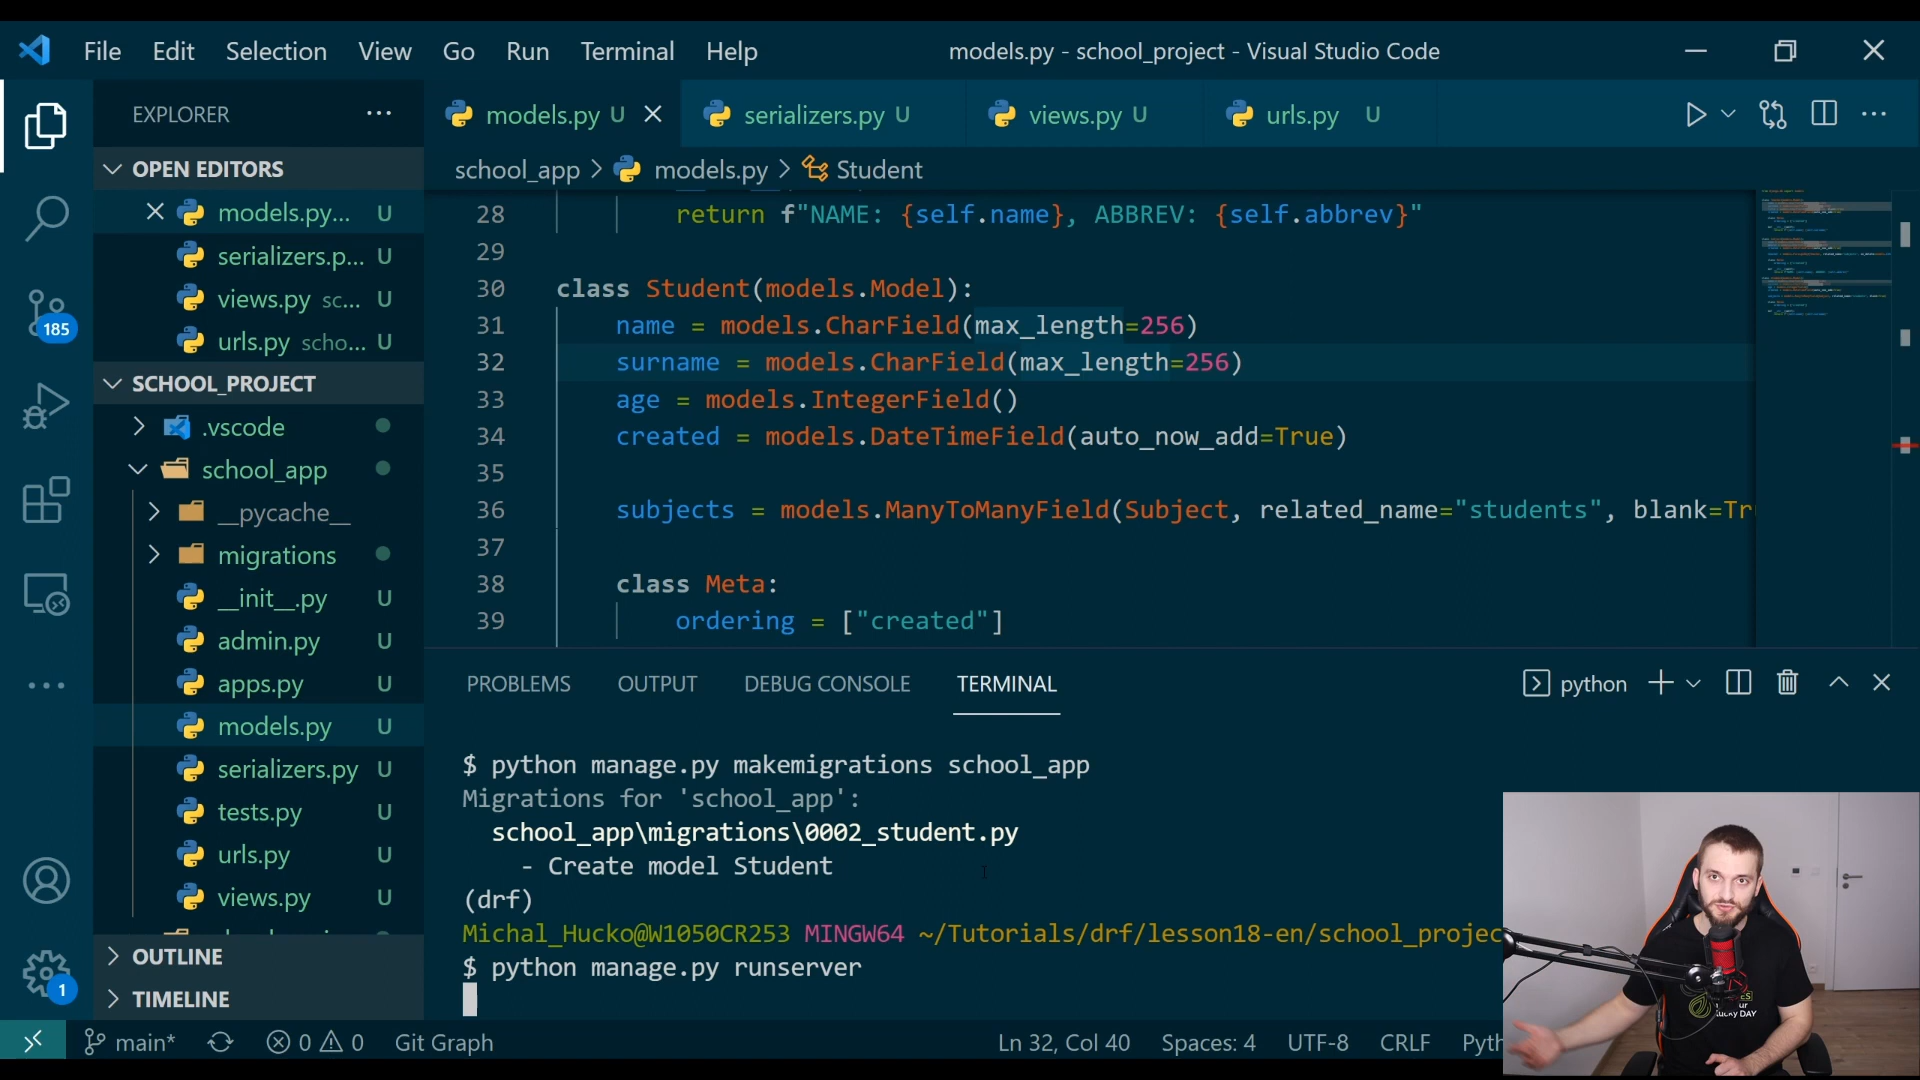 File Edit Selection View Go Run Terminal Help
models.py - school_project - Visual Studio Code
EXPLORER
models.py U
serializers.py U
views.py U
urls.py U
OPEN EDITORS
models.py... U
serializers.p... U
views.py sc... U
urls.py scho... U
SCHOOL_PROJECT
.vscode
school_app
__pycache__
migrations
__init__.py U
admin.py U
apps.py U
models.py U
serializers.py U
tests.py U
urls.py U
views.py U
OUTLINE
TIMELINE
185
1
school_app > models.py > Student
28 return f"NAME: {self.name}, ABBREV: {self.abbrev}"
29
30 class Student(models.Model):
31 name = models.CharField(max_length=256)
32 surname = models.CharField(max_length=256)
33 age = models.IntegerField()
34 created = models.DateTimeField(auto_now_add=True)
35
36 subjects = models.ManyToManyField(Subject, related_name="students", blank=Tr
37
38 class Meta:
39 ordering = ["created"]
PROBLEMS OUTPUT DEBUG CONSOLE TERMINAL
python
$ python manage.py makemigrations school_app
Migrations for 'school_app':
school_app\migrations\0002_student.py
- Create model Student
(drf)
Michal_Hucko@W1050CR253 MINGW64 ~/Tutorials/drf/lesson18-en/school_projec
$ python manage.py runserver
main* 0 0 Git Graph
Ln 32, Col 40 Spaces: 4 UTF-8 CRLF Pyth
DAY